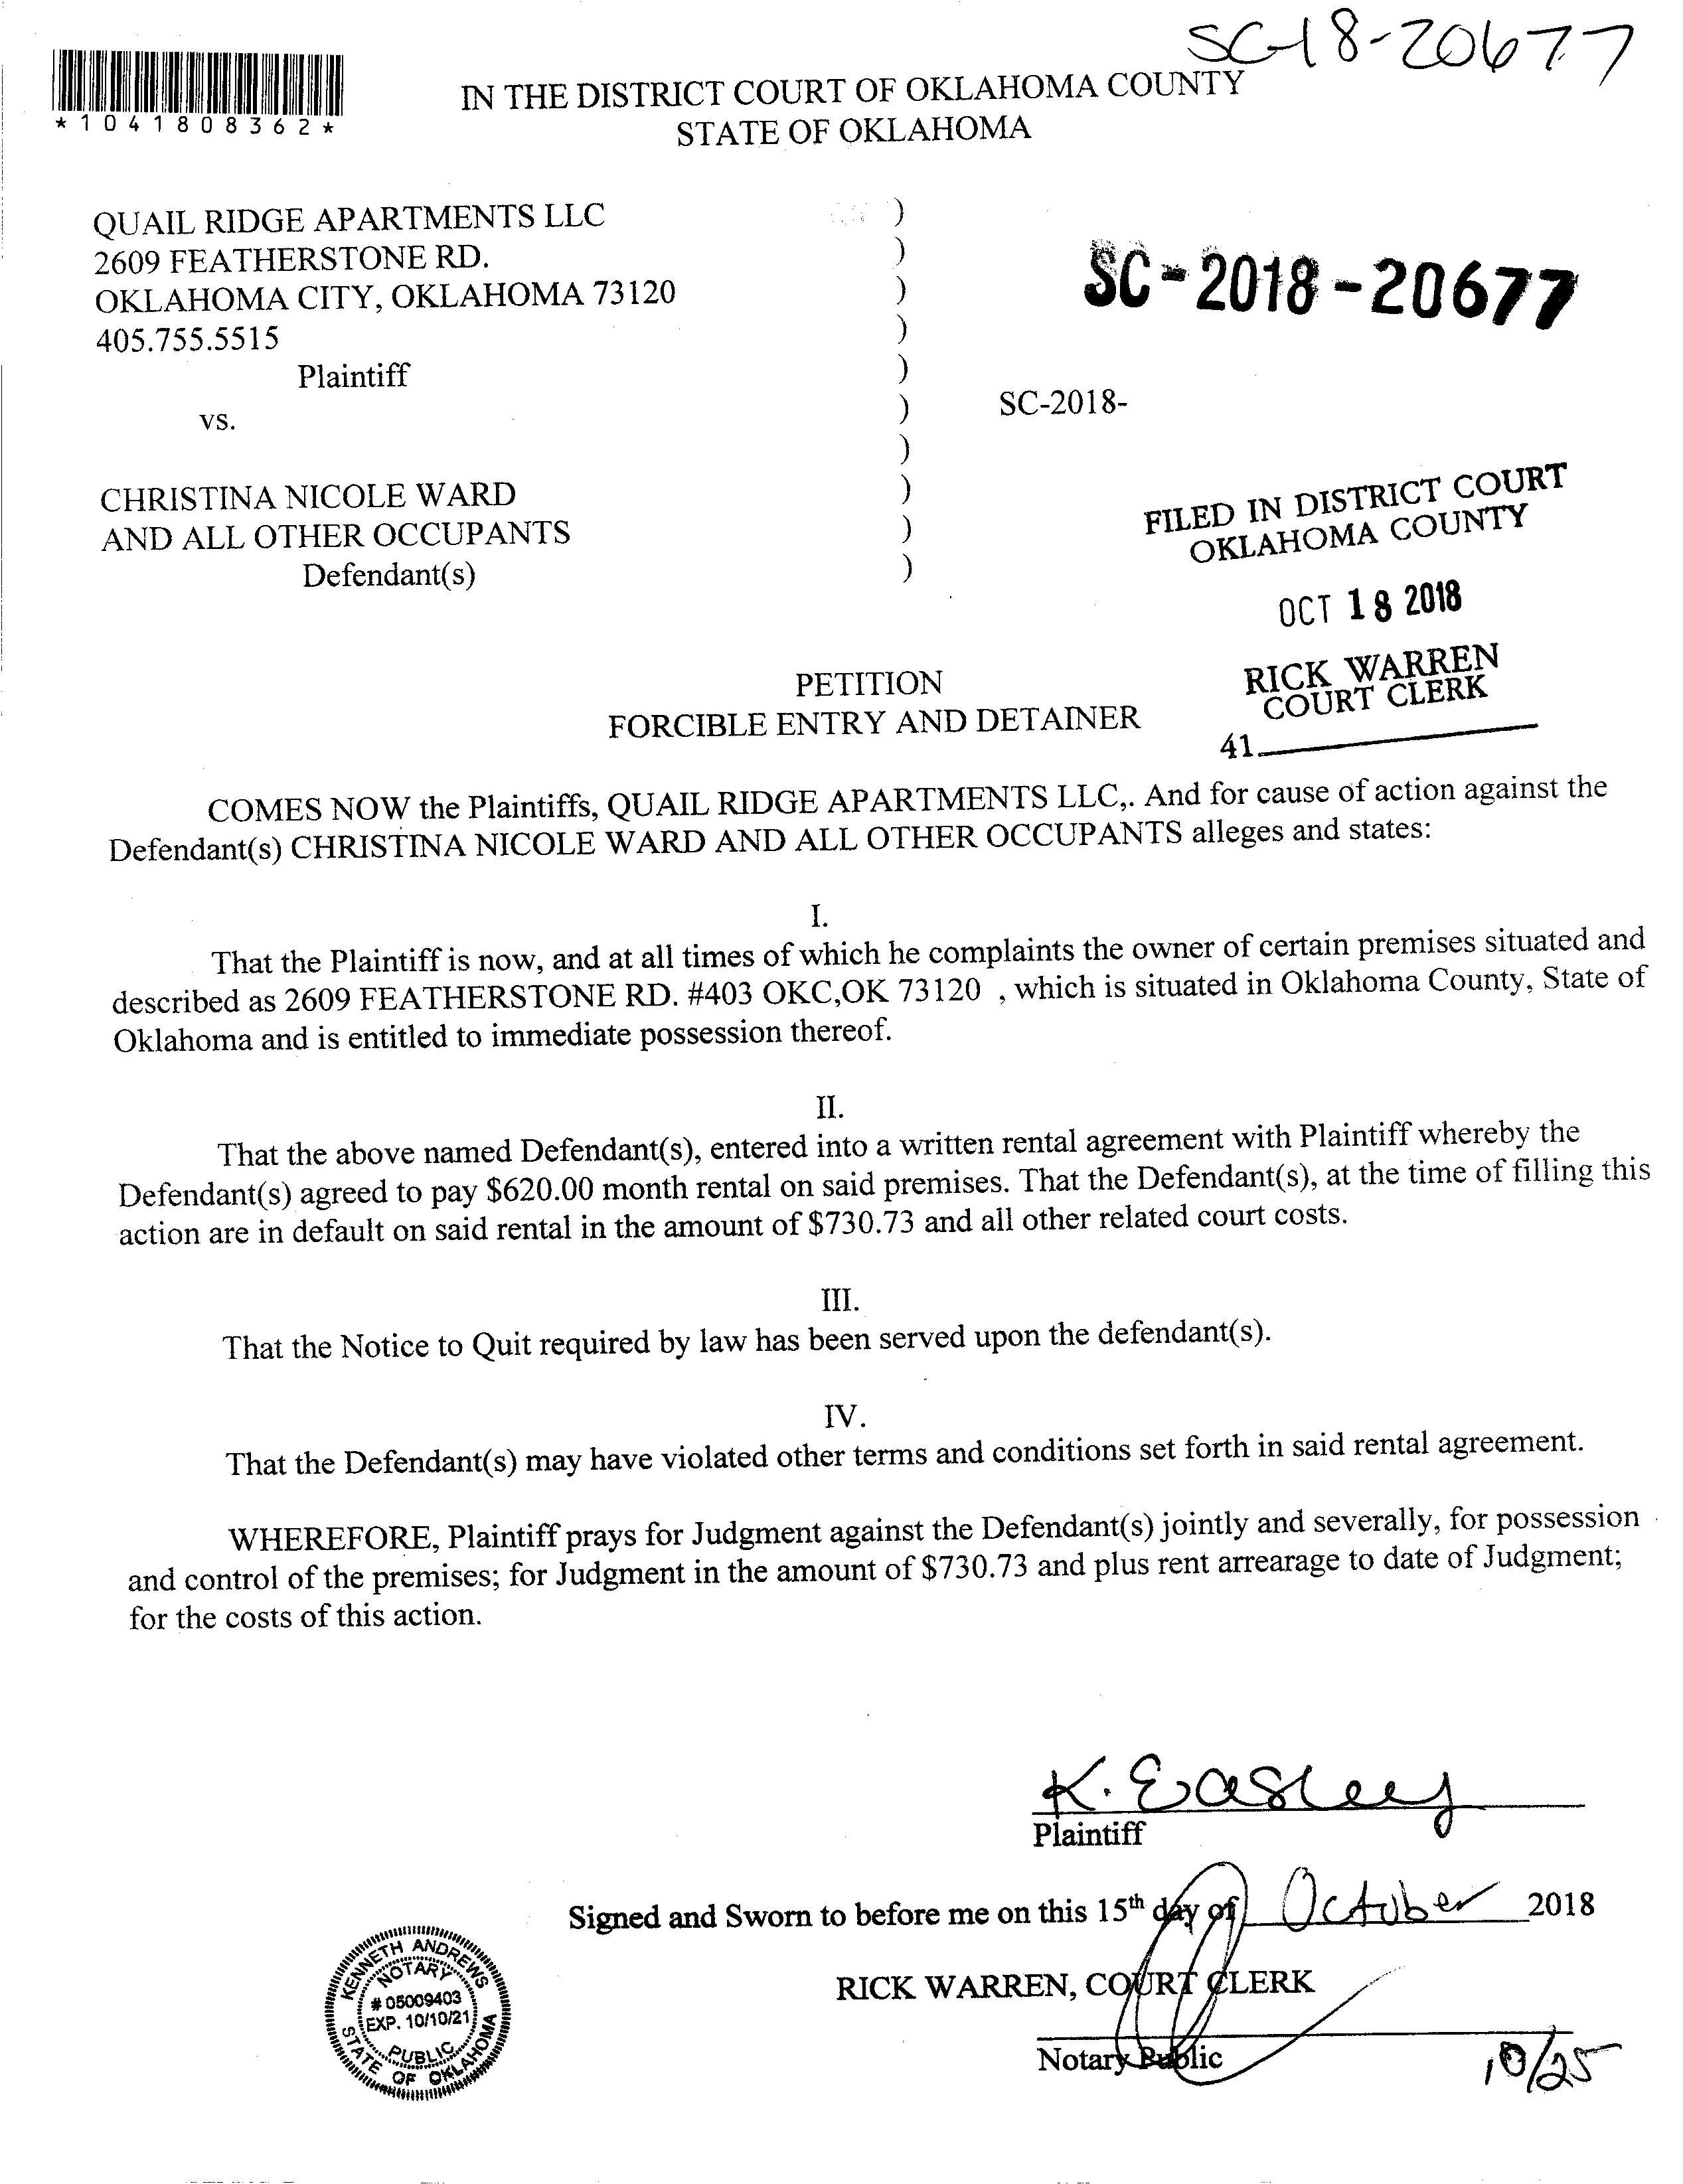 SC-18-20677
*1041808362*
IN THE DISTRICT COURT OF OKLAHOMA COUNTY
STATE OF OKLAHOMA
QUAIL RIDGE APARTMENTS LLC )
2609 FEATHERSTONE RD. )
OKLAHOMA CITY, OKLAHOMA 73120 )
405.755.5515 )
Plaintiff )
vs. )
)
CHRISTINA NICOLE WARD )
AND ALL OTHER OCCUPANTS )
Defendant(s) )
SC-2018-20677
SC-2018-
FILED IN DISTRICT COURT
OKLAHOMA COUNTY
OCT 18 2018
RICK WARREN
COURT CLERK
41
PETITION
FORCIBLE ENTRY AND DETAINER
COMES NOW the Plaintiffs, QUAIL RIDGE APARTMENTS LLC,. And for cause of action against the
Defendant(s) CHRISTINA NICOLE WARD AND ALL OTHER OCCUPANTS alleges and states:
I.
That the Plaintiff is now, and at all times of which he complaints the owner of certain premises situated and
described as 2609 FEATHERSTONE RD. #403 OKC,OK 73120 , which is situated in Oklahoma County, State of
Oklahoma and is entitled to immediate possession thereof.
II.
That the above named Defendant(s), entered into a written rental agreement with Plaintiff whereby the
Defendant(s) agreed to pay $620.00 month rental on said premises. That the Defendant(s), at the time of filling this
action are in default on said rental in the amount of $730.73 and all other related court costs.
III.
That the Notice to Quit required by law has been served upon the defendant(s).
IV.
That the Defendant(s) may have violated other terms and conditions set forth in said rental agreement.
WHEREFORE, Plaintiff prays for Judgment against the Defendant(s) jointly and severally, for possession
and control of the premises; for Judgment in the amount of $730.73 and plus rent arrearage to date of Judgment;
for the costs of this action.
K. Easley
Plaintiff
Signed and Sworn to before me on this 15th day of October 2018
RICK WARREN, COURT CLERK
Notary Public
10/25
KENNETH ANDREWS
NOTARY
# 05009403
EXP. 10/10/21
PUBLIC
STATE OF OKLAHOMA